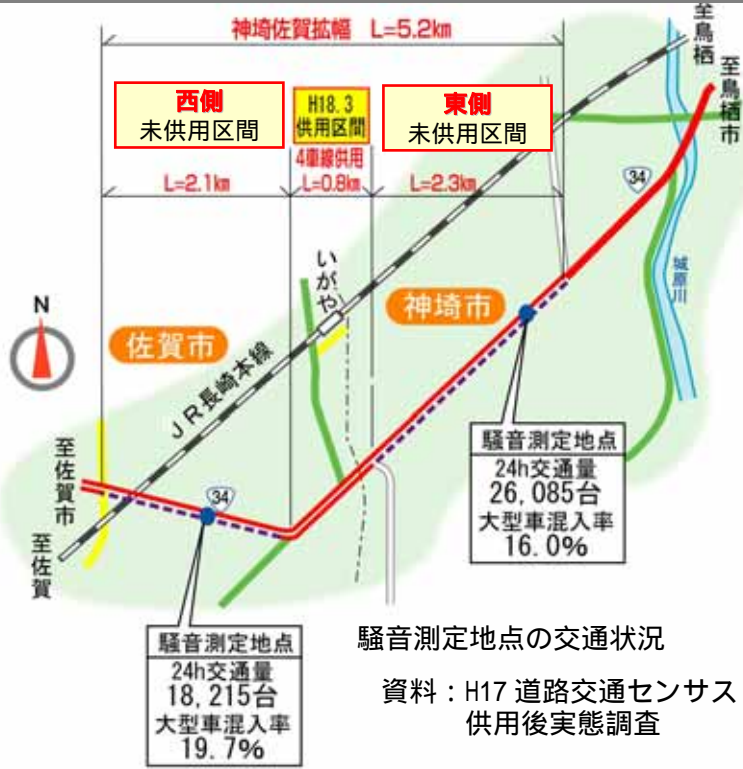 神埼佐賀拡幅 L=5.2km
至鳥栖
至鳥栖市
西側
未供用区間
H18.3
供用区間
東側
未供用区間
4車線供用
L=2.1km
L=0.8km
L=2.3km
34
いがや
城原川
N
神埼市
佐賀市
JR長崎本線
至佐賀市
34
至佐賀
騒音測定地点
24h交通量
26,085台
大型車混入率
16.0%
騒音測定地点
24h交通量
18,215台
大型車混入率
19.7%
騒音測定地点の交通状況
資料：H17 道路交通センサス
供用後実態調査